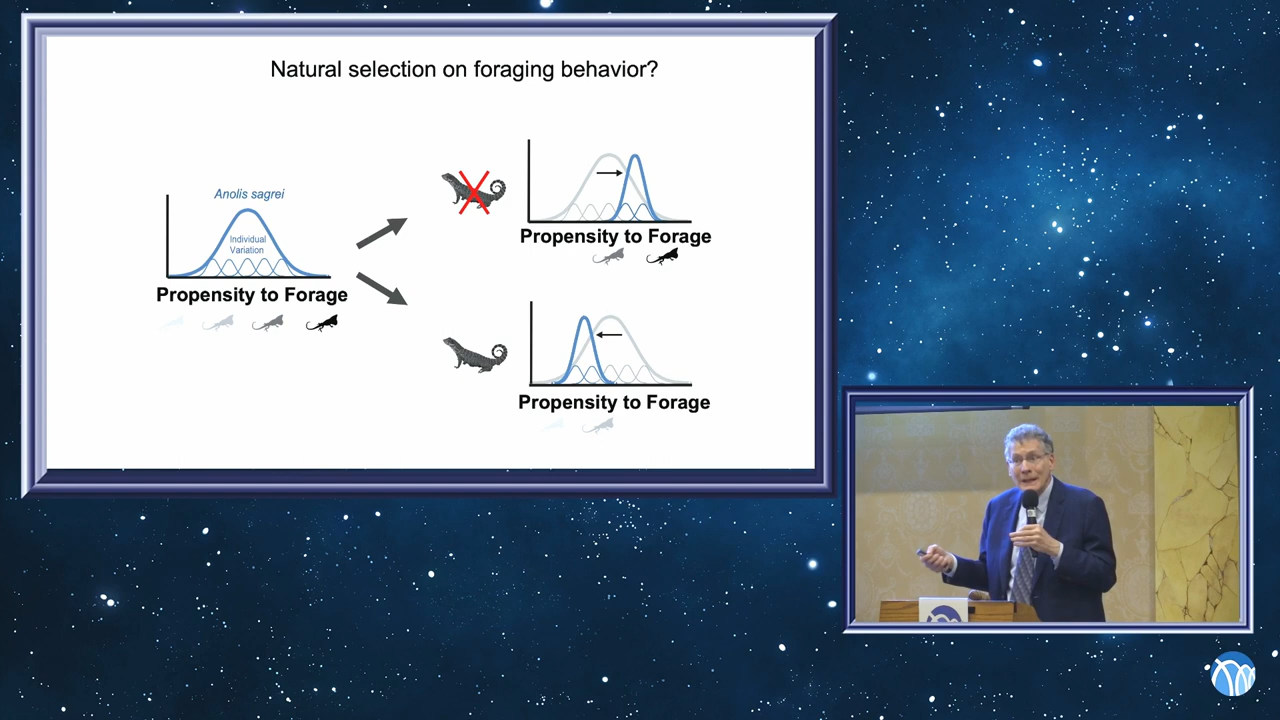 Natural selection on foraging behavior?
Anolis sagrei
Individual
Variation
Propensity to Forage
Propensity to Forage
Propensity to Forage